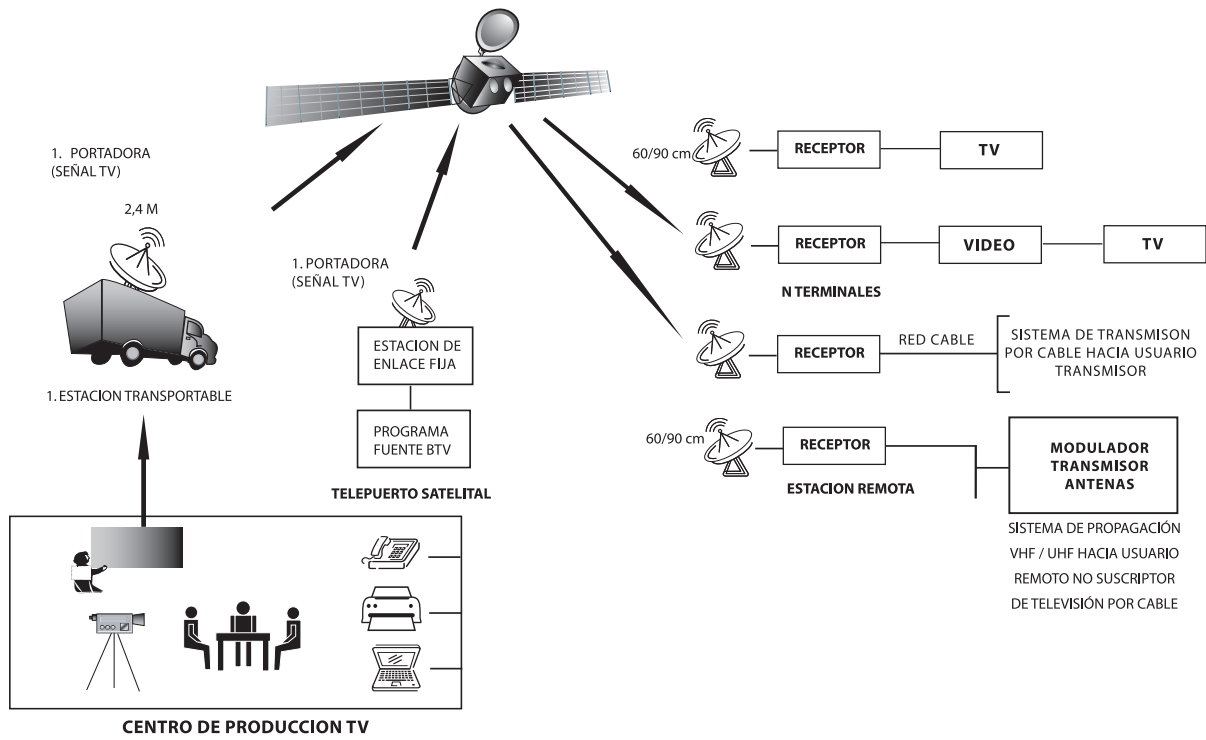 1. PORTADORA
(SEÑAL TV)
2,4 M
1. ESTACION TRANSPORTABLE
1. PORTADORA
(SEÑAL TV)
ESTACION DE
ENLACE FIJA
PROGRAMA
FUENTE BTV
TELEPUERTO SATELITAL
CENTRO DE PRODUCCION TV
60/90 cm
RECEPTOR
TV
RECEPTOR
VIDEO
TV
N TERMINALES
RECEPTOR
RED CABLE
SISTEMA DE TRANSMISON
POR CABLE HACIA USUARIO
TRANSMISOR
60/90 cm
RECEPTOR
ESTACION REMOTA
MODULADOR
TRANSMISOR
ANTENAS
SISTEMA DE PROPAGACIÓN
VHF / UHF HACIA USUARIO
REMOTO NO SUSCRIPTOR
DE TELEVISIÓN POR CABLE